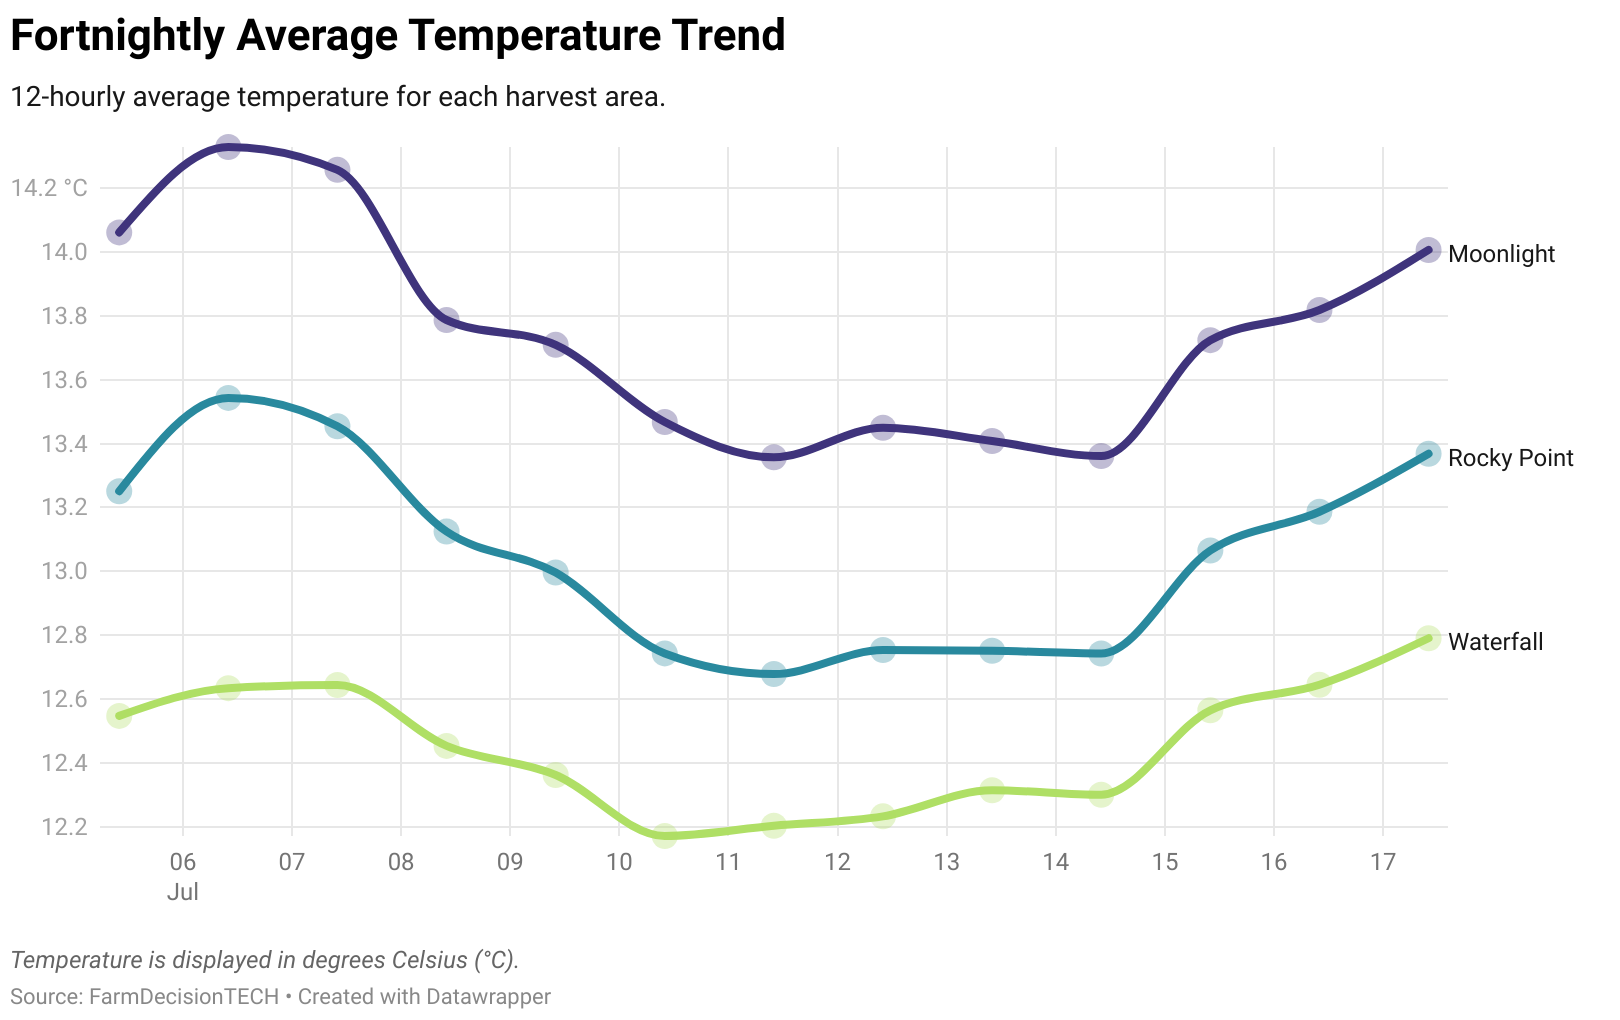 Fortnightly Average Temperature Trend
12-hourly average temperature for each harvest area.
14.2 °C
14.0
13.8
13.6
13.4
13.2
13.0
12.8
12.6
12.4
12.2
Moonlight
Rocky Point
Waterfall
06 07 08 09 10 11 12 13 14 15 16 17
Jul
Temperature is displayed in degrees Celsius (°C).
Source: FarmDecisionTECH • Created with Datawrapper